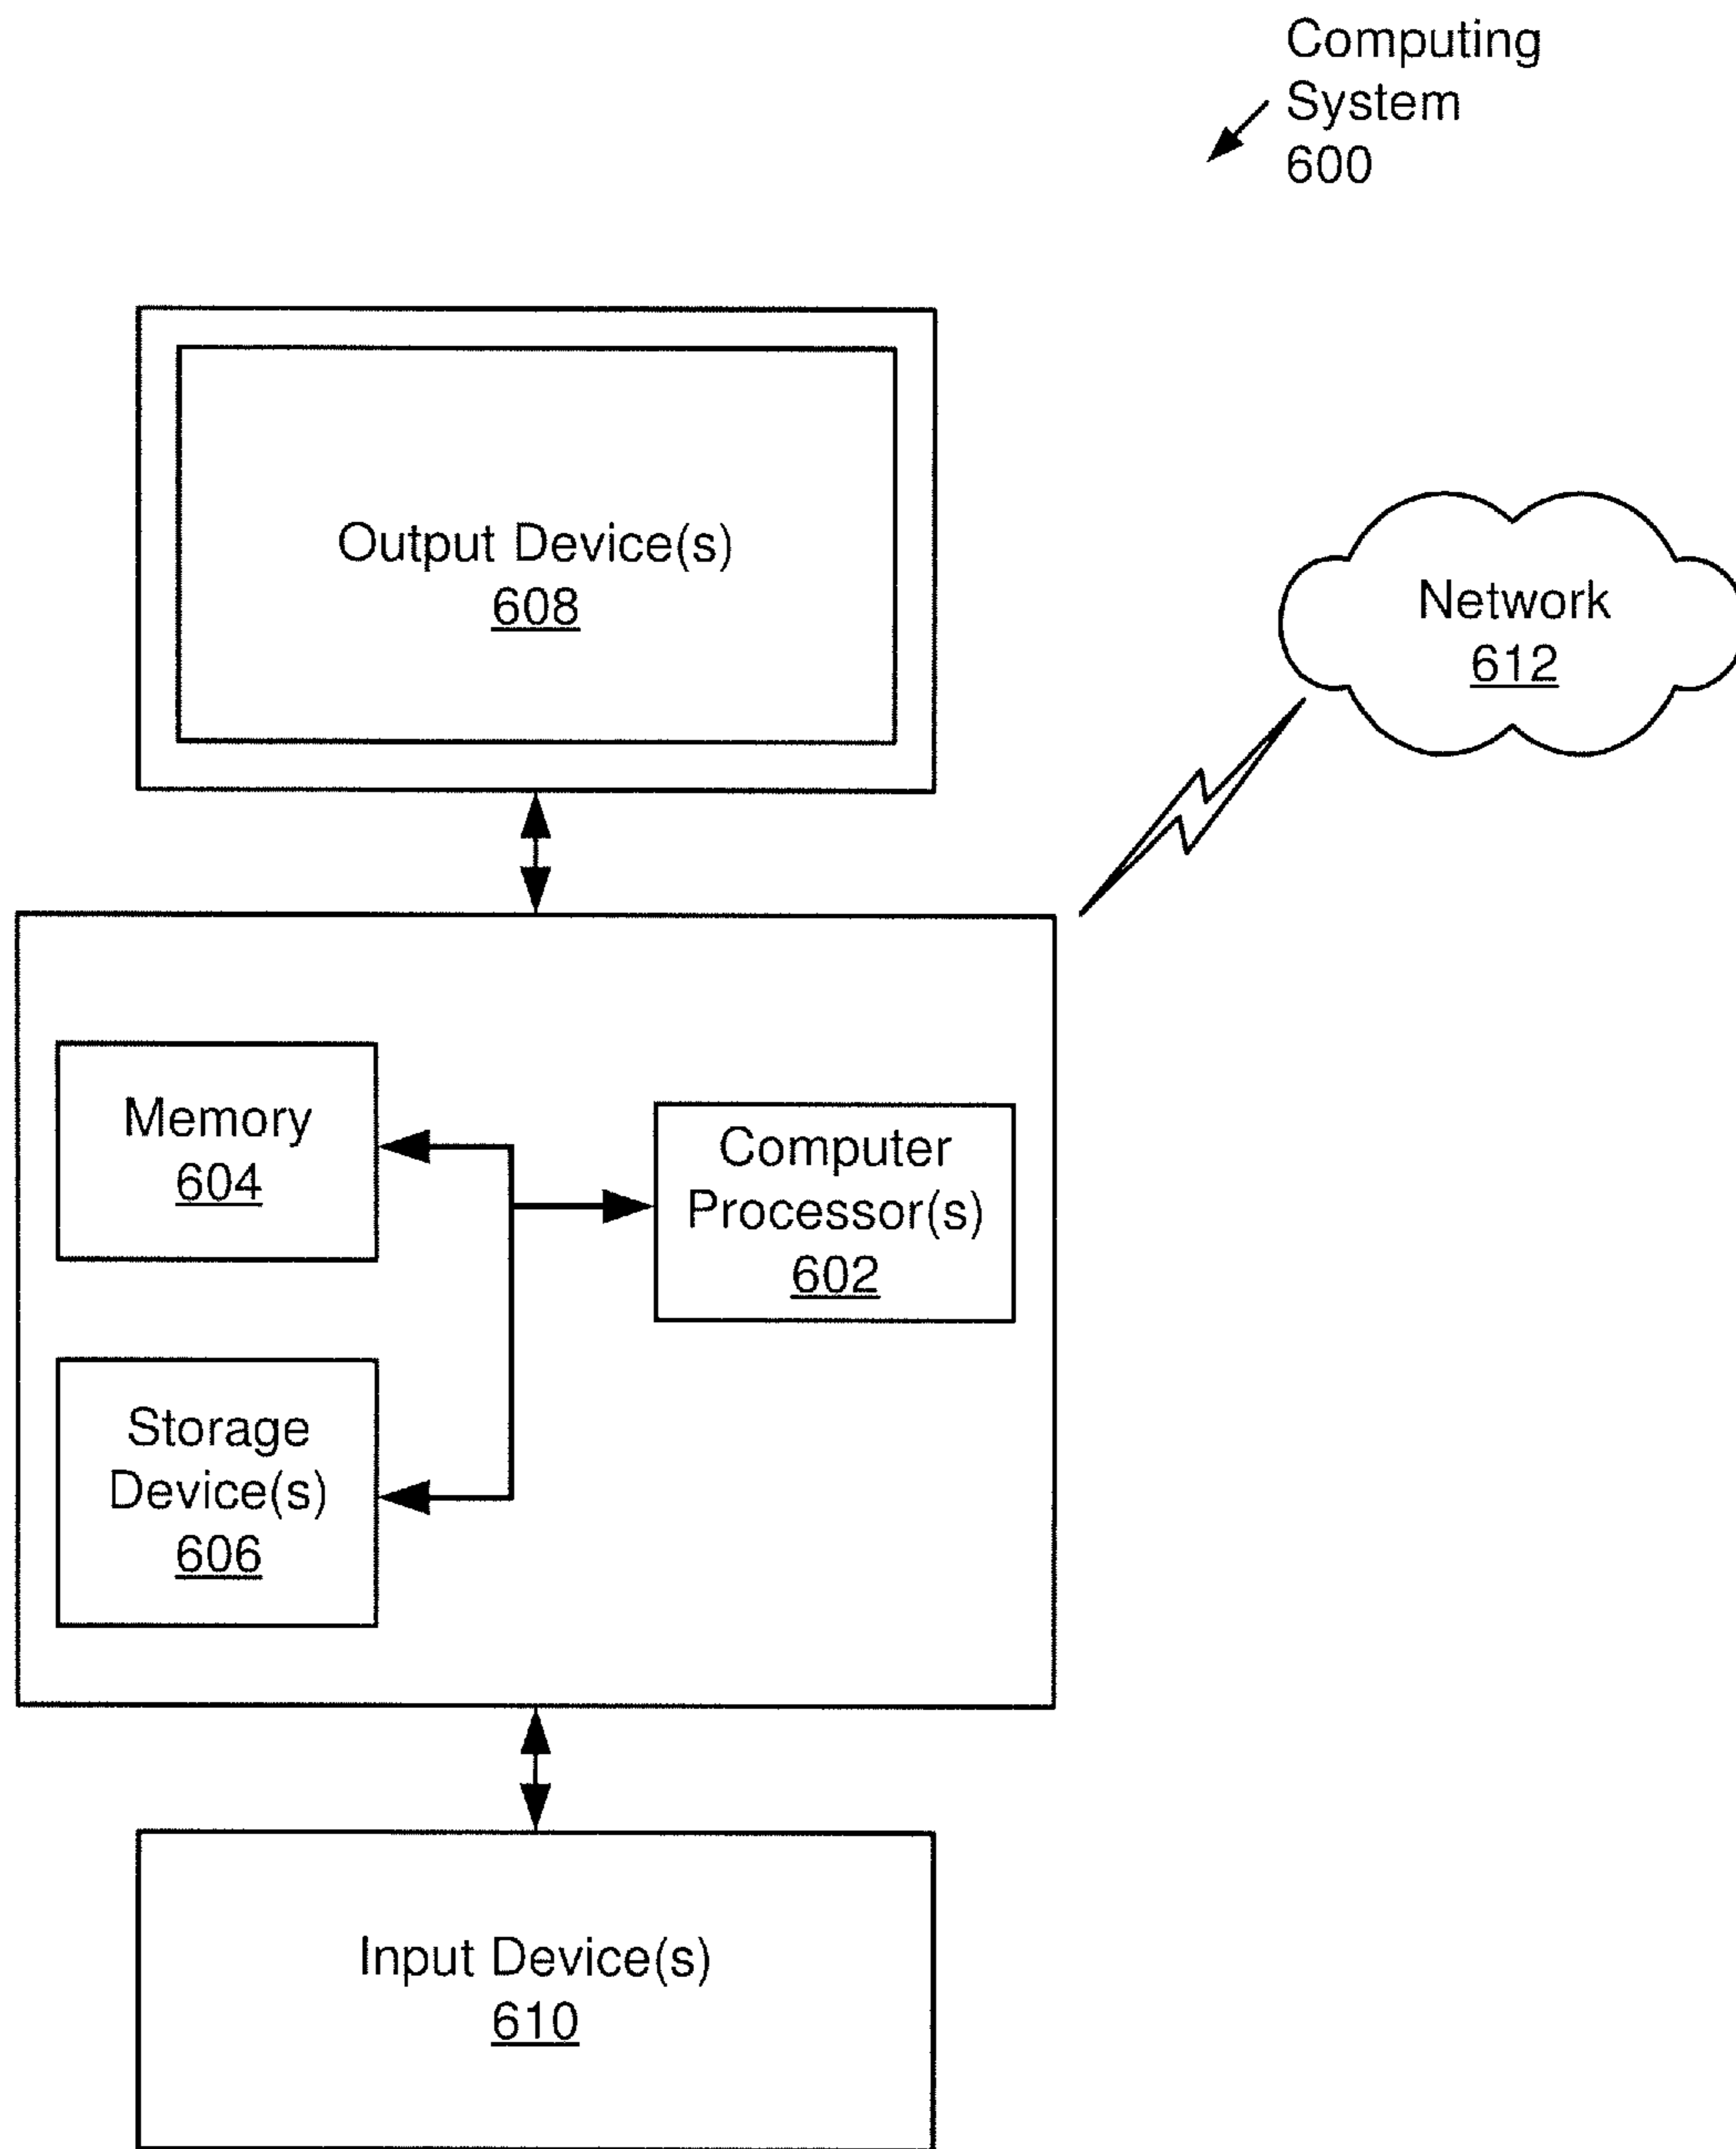 Computing
System
600
Output Device(s)
608
Network
612
Memory
604
Computer
Processor(s)
602
Storage
Device(s)
606
Input Device(s)
610